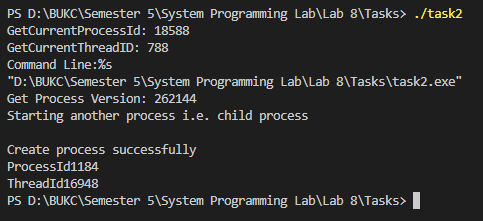 PS D:\BUKC\Semester 5\System Programming Lab\Lab 8\Tasks> ./task2
GetCurrentProcessId: 18588
GetCurrentThreadID: 788
Command Line:%s
"D:\BUKC\Semester 5\System Programming Lab\Lab 8\Tasks\task2.exe"
Get Process Version: 262144
Starting another process i.e. child process
Create process successfully
ProcessId1184
ThreadId16948
PS D:\BUKC\Semester 5\System Programming Lab\Lab 8\Tasks>